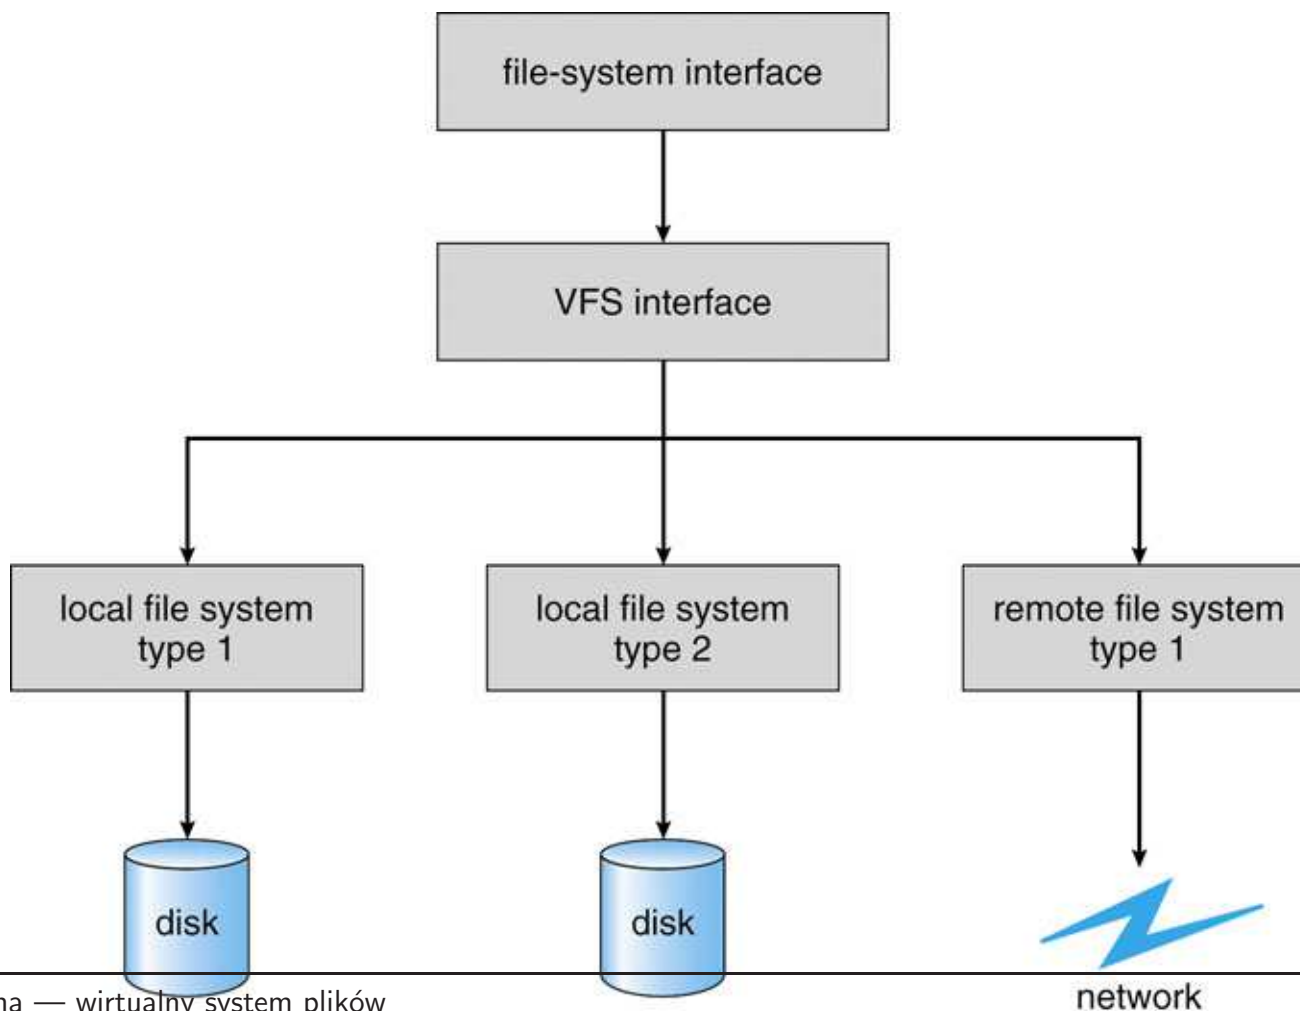 file-system interface
VFS interface
local file system
type 1
local file system
type 2
remote file system
type 1
disk
disk
network
— wirtualny system plików